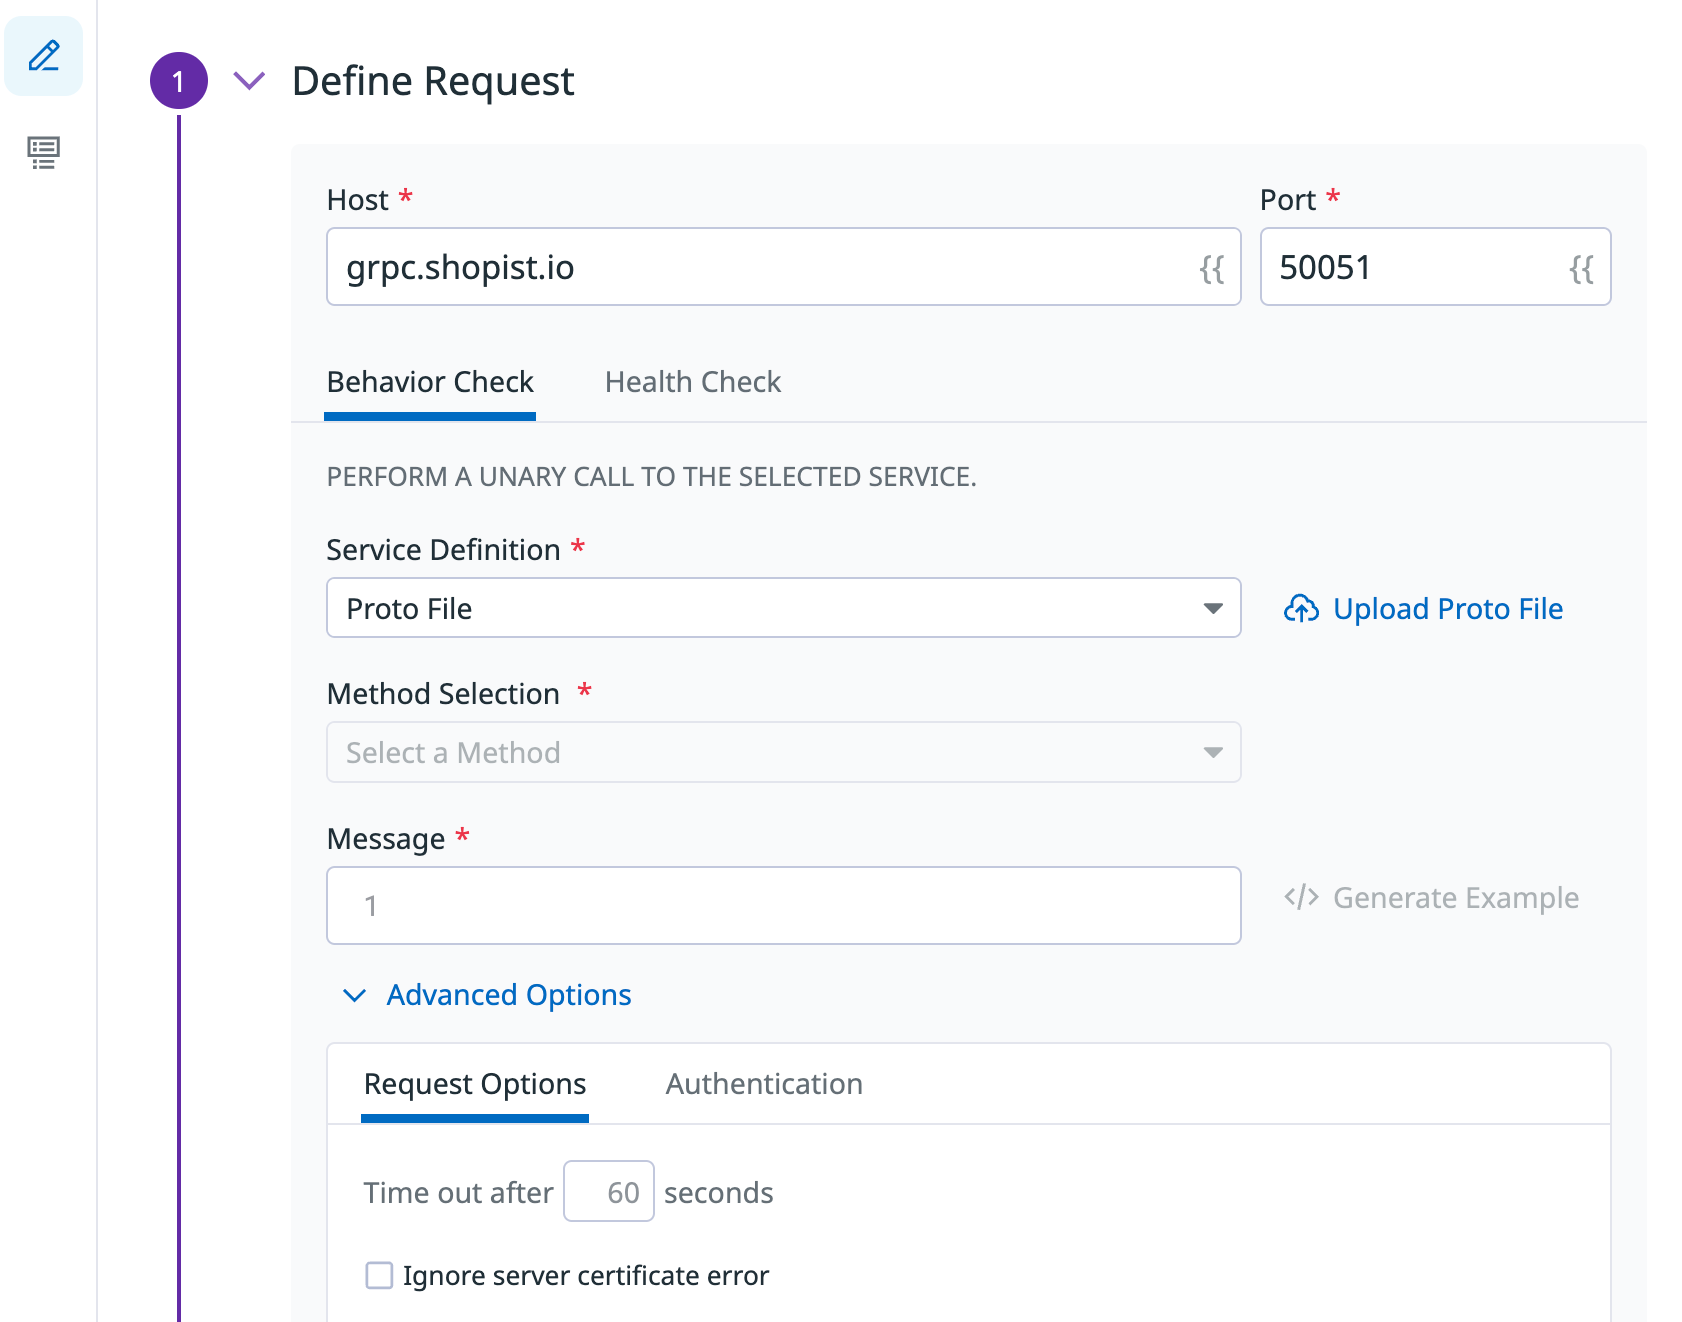 1 Define Request
Host * Port *
grpc.shopist.io {{ 50051 {{
Behavior Check Health Check
PERFORM A UNARY CALL TO THE SELECTED SERVICE.
Service Definition *
Proto File Upload Proto File
Method Selection *
Select a Method
Message *
1 </> Generate Example
Advanced Options
Request Options Authentication
Time out after 60 seconds
Ignore server certificate error